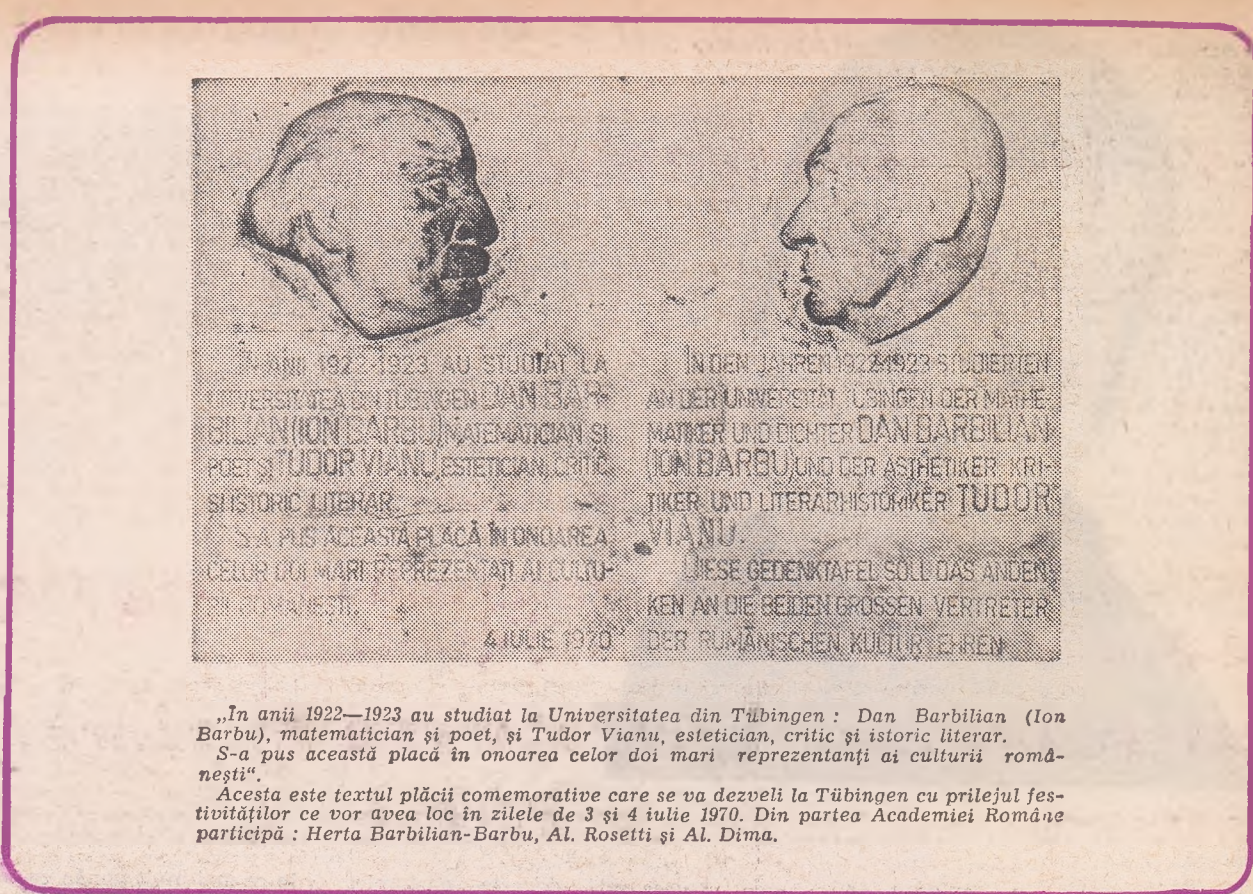 ÎN ANII 1922-1923 AU STUDIAT LA
UNIVERSITATEA DIN TÜBINGEN DAN BAR-
BILIAN (ION BARBU) MATEMATICIAN ȘI
POET ȘI TUDOR VIANU, ESTETICIAN, CRITIC
ȘI ISTORIC LITERAR
S-A PUS ACEASTĂ PLACĂ ÎN ONOAREA
CELOR DOI MARI REPREZENTAȚI AI CULTU-
RII ROMÂNEȘTI.
4 IULIE 1970
IN DEN JAHREN 1922-1923 STUDIERTEN
AN DER UNIVERSITÄT TÜBINGEN DER MATHE-
MATIKER UND DICHTER DAN BARBILIAN
(ION BARBU) UND DER ÄSTHETIKER KRI-
TIKER UND LITERARHISTORIKER TUDOR
VIANU.
DIESE GEDENKTAFEL SOLL DAS ANDEN-
KEN AN DIE BEIDEN GROSSEN VERTRETER
DER RUMÄNISCHEN KULTUR EHREN
„În anii 1922—1923 au studiat la Universitatea din Tübingen : Dan Barbilian (Ion
Barbu), matematician și poet, și Tudor Vianu, estetician, critic și istoric literar.
S-a pus această placă în onoarea celor doi mari reprezentanți ai culturii româ-
nești“.
Acesta este textul plăcii comemorative care se va dezveli la Tübingen cu prilejul fes-
tivităților ce vor avea loc în zilele de 3 și 4 iulie 1970. Din partea Academiei Române
participă : Herta Barbilian-Barbu, Al. Rosetti și Al. Dima.